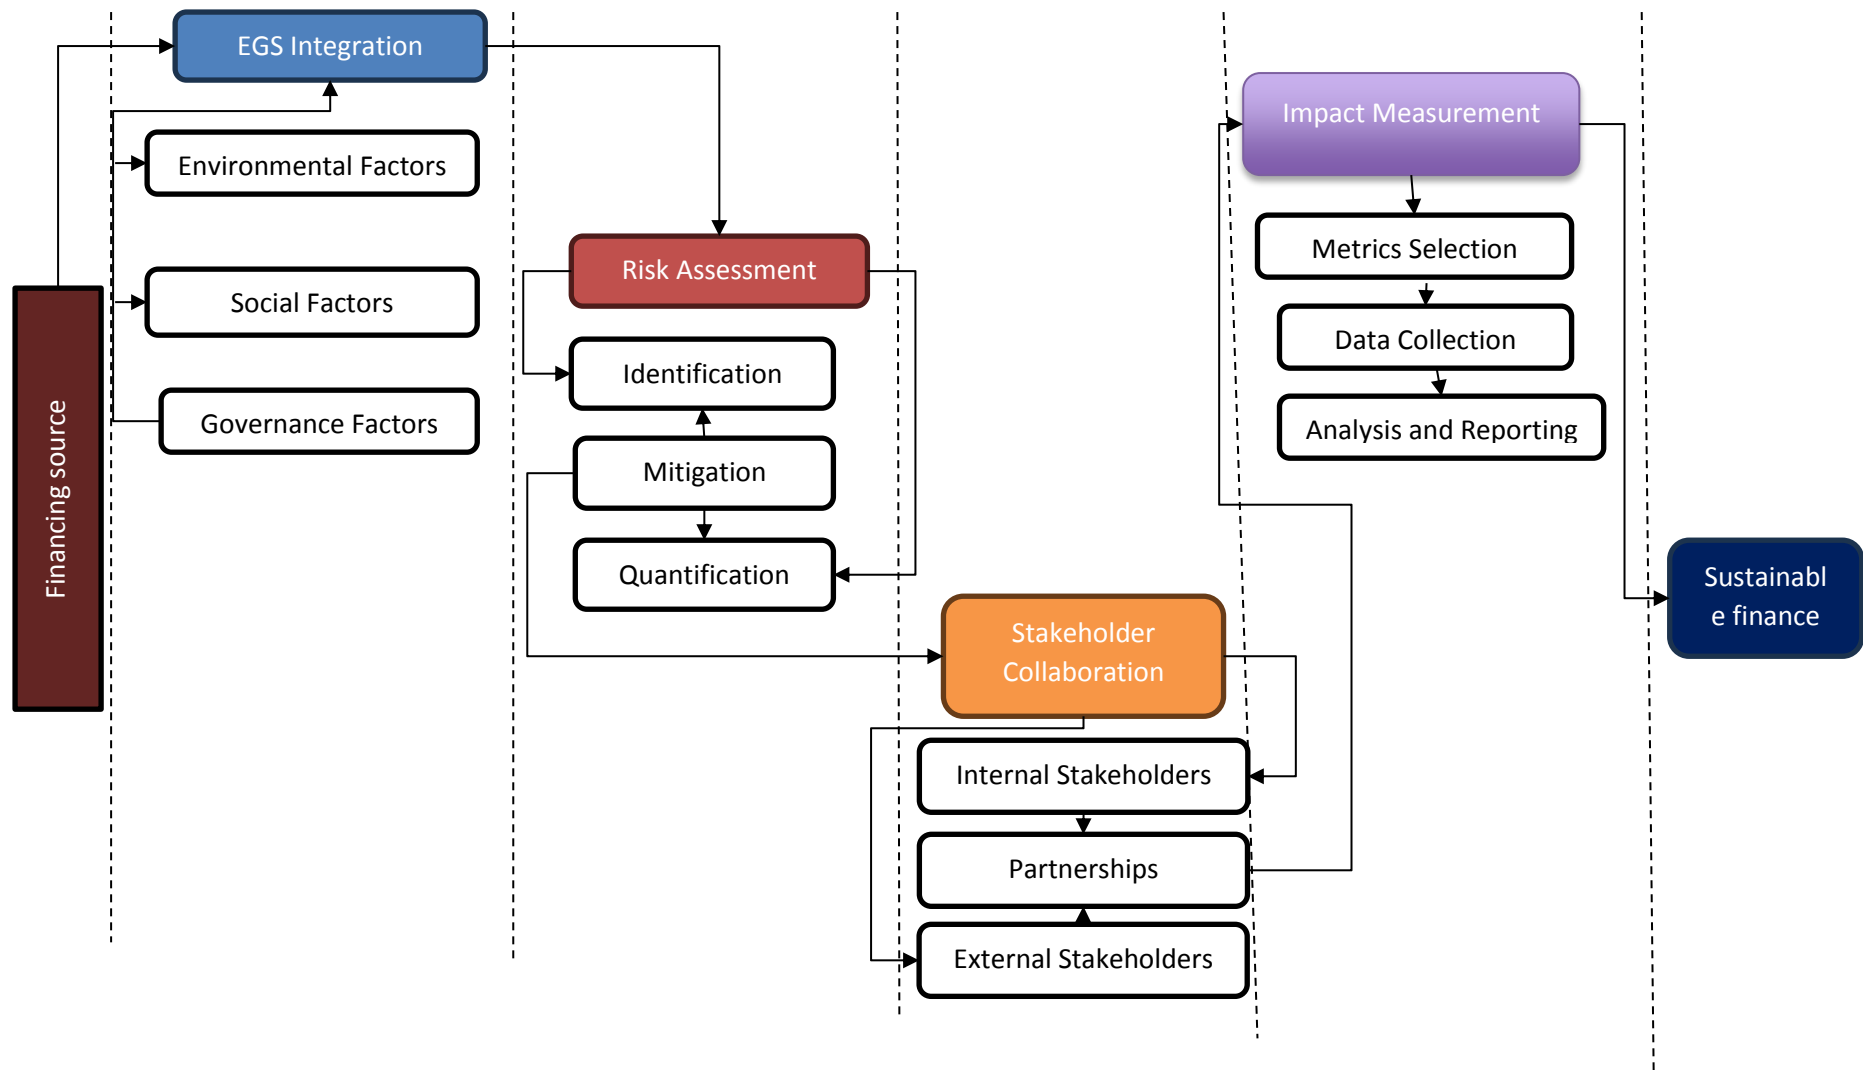 Financing source
EGS Integration
Environmental Factors
Social Factors
Governance Factors
Risk Assessment
Identification
Mitigation
Quantification
Stakeholder
Collaboration
Internal Stakeholders
Partnerships
External Stakeholders
Impact Measurement
Metrics Selection
Data Collection
Analysis and Reporting
Sustainabl
e finance